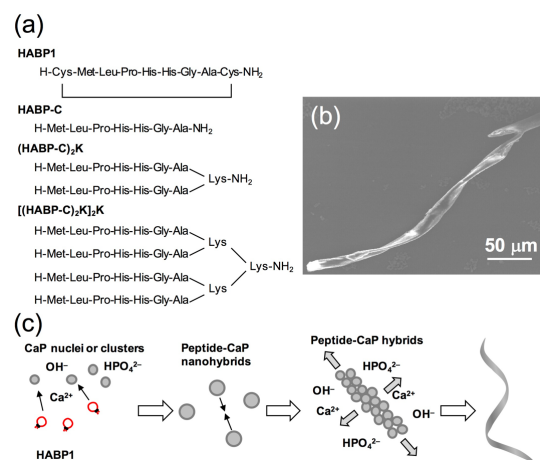 (a)
HABP1
H-Cys-Met-Leu-Pro-His-His-Gly-Ala-Cys-NH₂
HABP-C
H-Met-Leu-Pro-His-His-Gly-Ala-NH₂
(HABP-C)₂K
H-Met-Leu-Pro-His-His-Gly-Ala
Lys-NH₂
H-Met-Leu-Pro-His-His-Gly-Ala
[(HABP-C)₂K]₂K
H-Met-Leu-Pro-His-His-Gly-Ala
Lys
H-Met-Leu-Pro-His-His-Gly-Ala
Lys-NH₂
H-Met-Leu-Pro-His-His-Gly-Ala
Lys
H-Met-Leu-Pro-His-His-Gly-Ala
(b)
50 μm
(c)
CaP nuclei or clusters
OH⁻
HPO₄²⁻
Ca²⁺
HABP1
Peptide-CaP
nanohybrids
Peptide-CaP hybrids
HPO₄²⁻
OH⁻
Ca²⁺
Ca²⁺
OH⁻
HPO₄²⁻